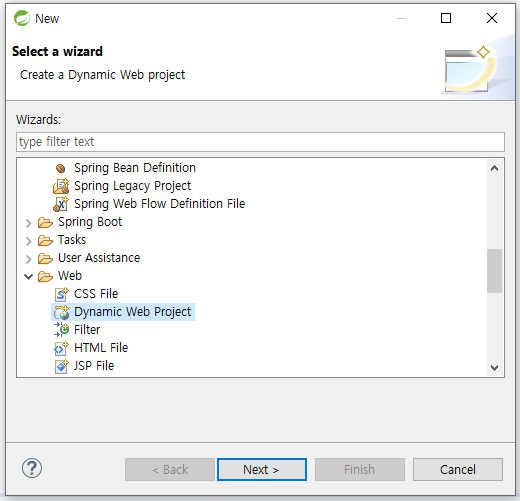 New
Select a wizard
Create a Dynamic Web project
Wizards:
type filter text
Spring Bean Definition
Spring Legacy Project
Spring Web Flow Definition File
Spring Boot
Tasks
User Assistance
Web
CSS File
Dynamic Web Project
Filter
HTML File
JSP File
? < Back Next > Finish Cancel